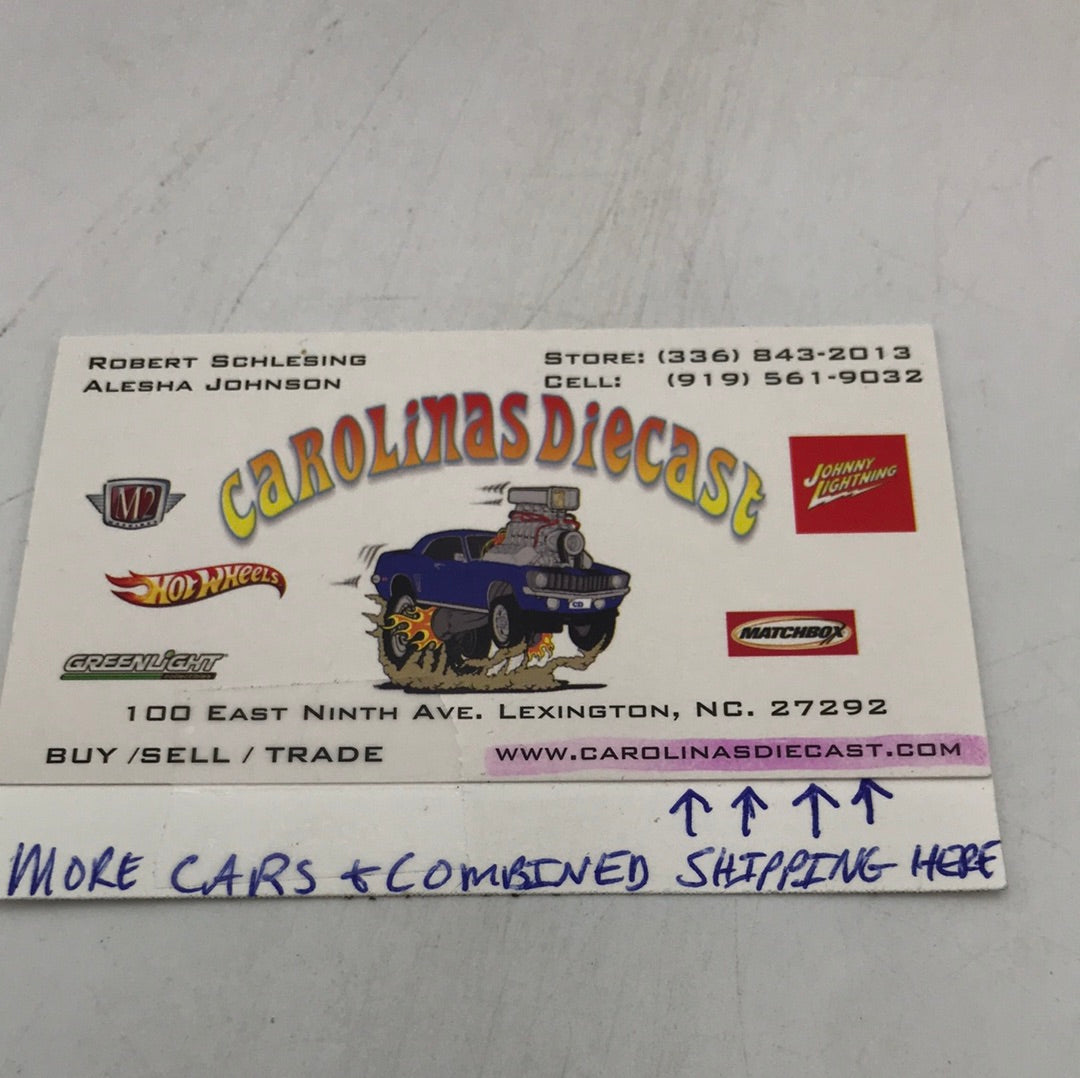 ROBERT SCHLESING
ALESHA JOHNSON
STORE: (336) 843-2013
CELL: (919) 561-9032
CAROLINAS DIECAST
M2
JOHNNY
LIGHTNING
HOT WHEELS
MATCHBOX
GREENLIGHT
COLLECTIBLES
CD
100 EAST NINTH AVE. LEXINGTON, NC. 27292
BUY /SELL / TRADE
WWW.CAROLINASDIECAST.COM
MORE CARS & COMBINED SHIPPING HERE